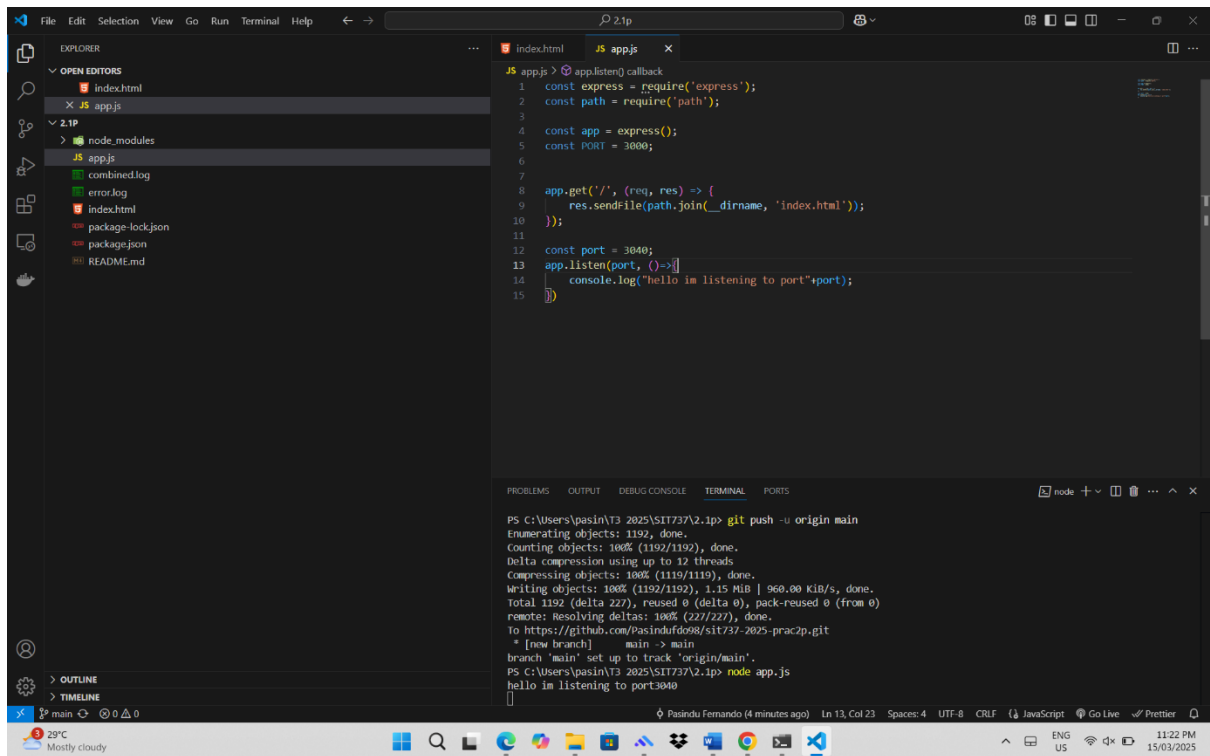 File Edit Selection View Go Run Terminal Help
2.1p
EXPLORER
OPEN EDITORS
index.html
JS app.js
2.1P
node_modules
JS app.js
combined.log
error.log
index.html
package-lock.json
package.json
README.md
OUTLINE
TIMELINE
index.html JS app.js
JS app.js > app.listen() callback
1 const express = require('express');
2 const path = require('path');
3
4 const app = express();
5 const PORT = 3000;
6
7
8 app.get('/', (req, res) => {
9 res.sendFile(path.join(__dirname, 'index.html'));
10 });
11
12 const port = 3040;
13 app.listen(port, ()=>{
14 console.log("hello im listening to port"+port);
15 })
PROBLEMS OUTPUT DEBUG CONSOLE TERMINAL PORTS
node
PS C:\Users\pasin\T3 2025\SIT737\2.1p> git push -u origin main
Enumerating objects: 1192, done.
Counting objects: 100% (1192/1192), done.
Delta compression using up to 12 threads
Compressing objects: 100% (1119/1119), done.
Writing objects: 100% (1192/1192), 1.15 MiB | 960.00 KiB/s, done.
Total 1192 (delta 227), reused 0 (delta 0), pack-reused 0 (from 0)
remote: Resolving deltas: 100% (227/227), done.
To https://github.com/Pasindufdo98/sit737-2025-prac2p.git
* [new branch] main -> main
branch 'main' set up to track 'origin/main'.
PS C:\Users\pasin\T3 2025\SIT737\2.1p> node app.js
hello im listening to port3040
main 0 0 Pasindu Fernando (4 minutes ago) Ln 13, Col 23 Spaces: 4 UTF-8 CRLF JavaScript Go Live Prettier
3 29°C
Mostly cloudy
ENG
US
11:22 PM
15/03/2025